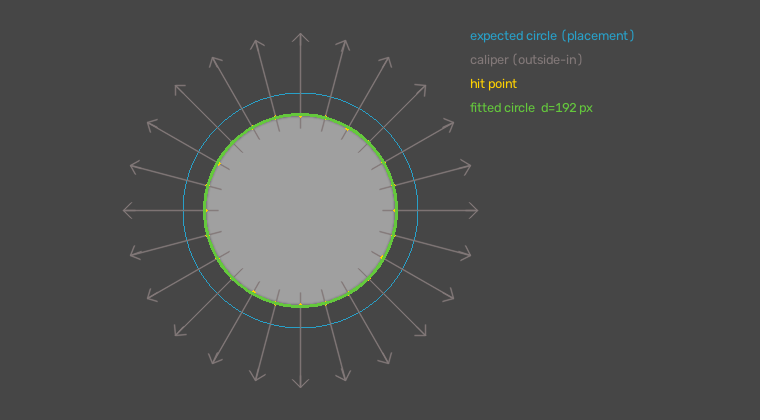 expected circle (placement)
caliper (outside-in)
hit point
fitted circle d=192 px